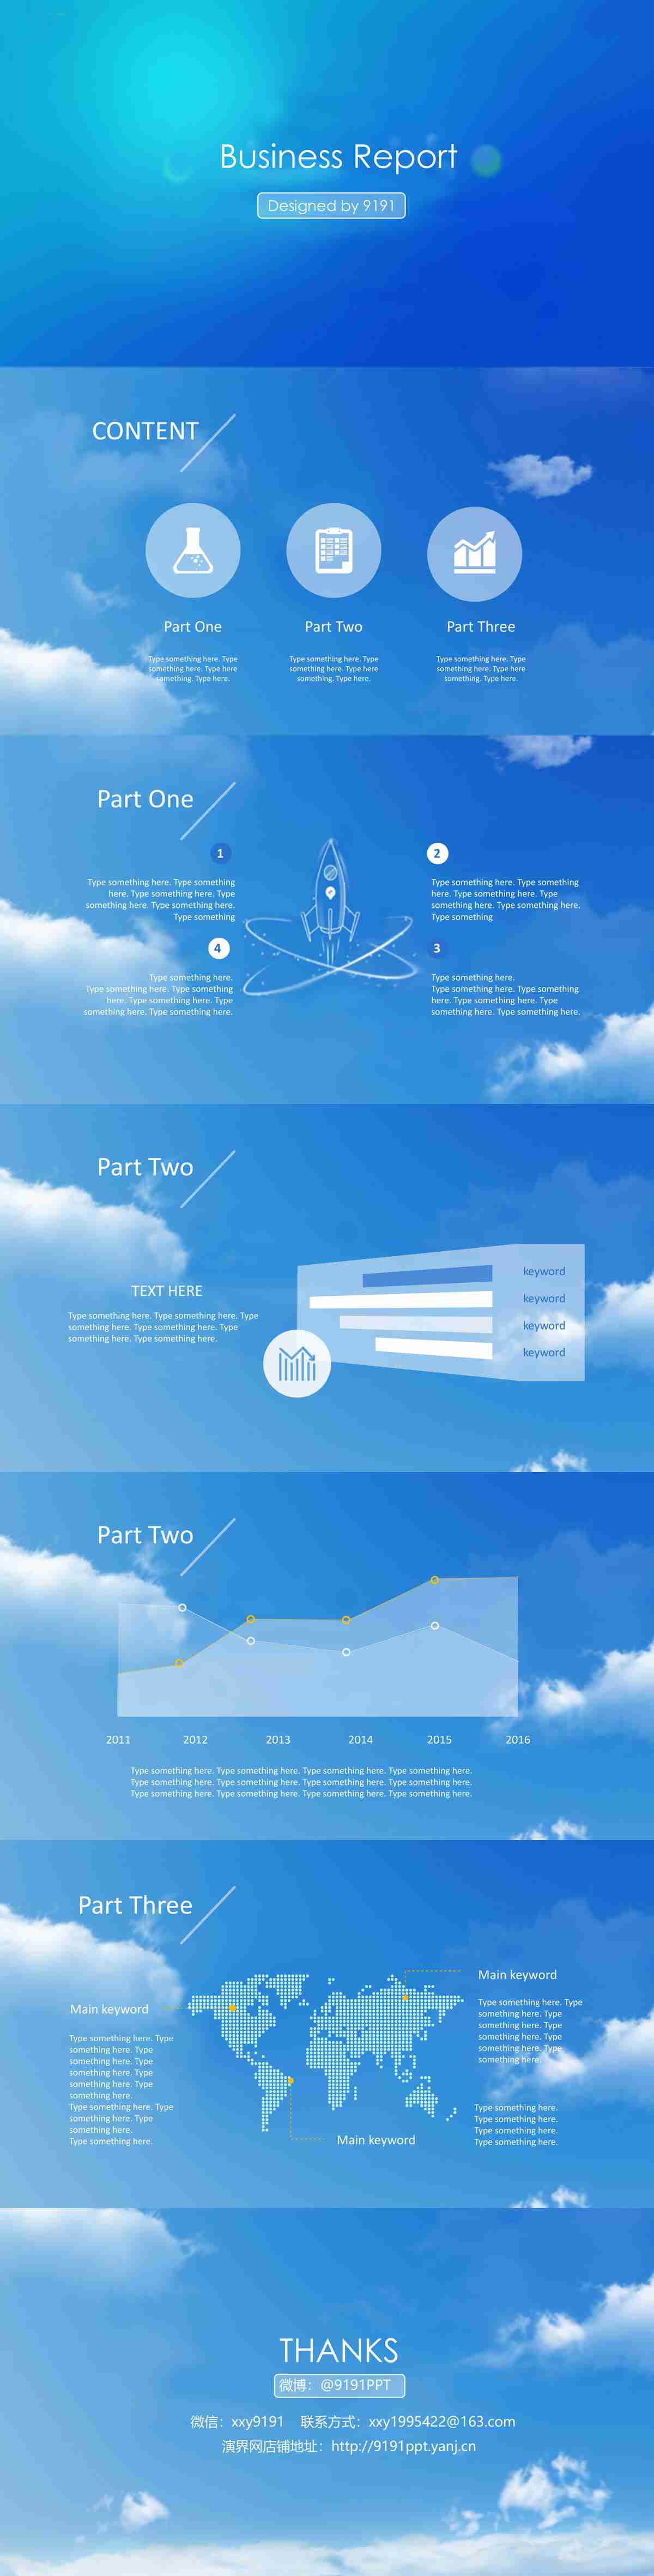 Business Report
Designed by 9191
CONTENT
Part One
Type something here. Type
something here. Type here
something. Type here.
Part Two
Type something here. Type
something here. Type here
something. Type here.
Part Three
Type something here. Type
something here. Type here
something. Type here.
Part One
1
Type something here. Type something
here. Type something here. Type
something here. Type something here.
Type something
2
Type something here. Type something
here. Type something here. Type
something here. Type something here.
Type something
4
Type something here.
Type something here. Type something
here. Type something here. Type
something here. Type something here.
3
Type something here.
Type something here. Type something
here. Type something here. Type
something here. Type something here.
Part Two
TEXT HERE
Type something here. Type something here. Type
something here. Type something here. Type
something here. Type something here.
keyword
keyword
keyword
keyword
Part Two
2011 2012 2013 2014 2015 2016
Type something here. Type something here. Type something here. Type something here.
Type something here. Type something here. Type something here. Type something here.
Type something here. Type something here. Type something here. Type something here.
Part Three
Main keyword
Type something here. Type
something here. Type
something here. Type
something here. Type
something here. Type
something here.
Type something here. Type
something here. Type
something here.
Type something here.
Main keyword
Main keyword
Type something here. Type
something here. Type
something here. Type
something here. Type
something here. Type
something here.
Type something here.
Type something here.
Type something here.
Type something here.
THANKS
微博：@9191PPT
微信：xxy9191 联系方式：xxy1995422@163.com
演界网店铺地址：http://9191ppt.yanj.cn